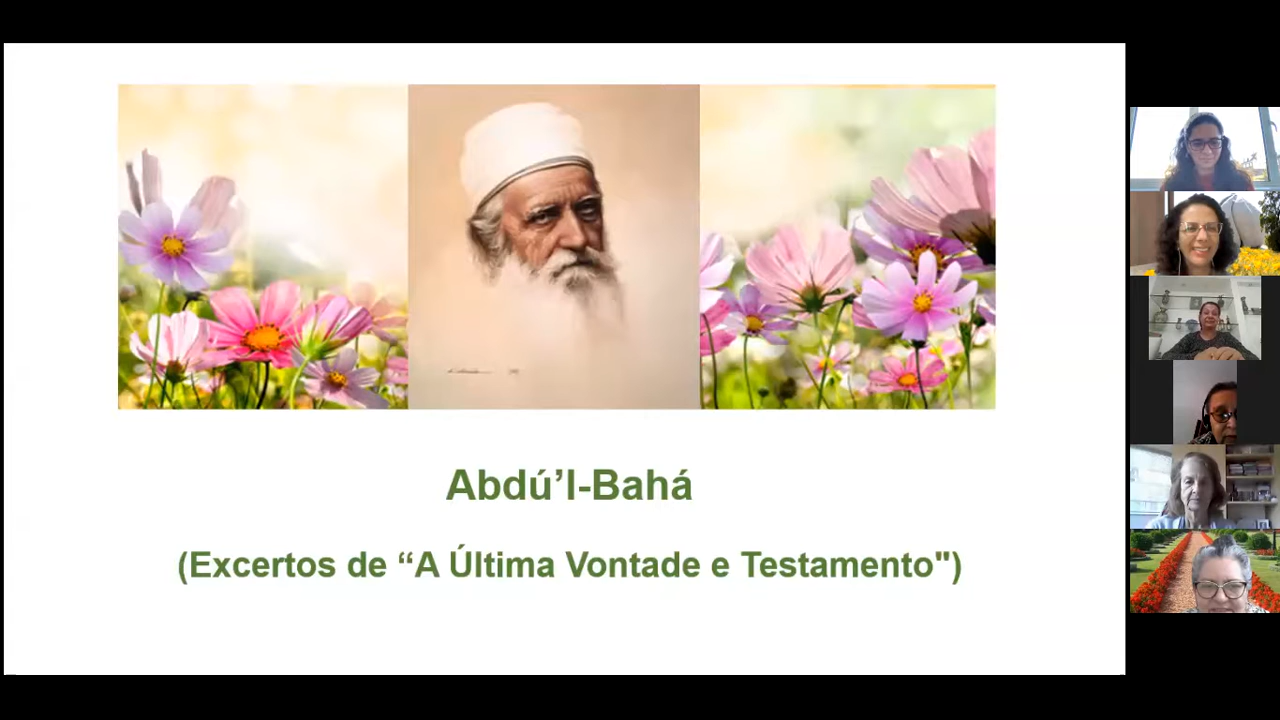 Abdú’l-Bahá
(Excertos de “A Última Vontade e Testamento")